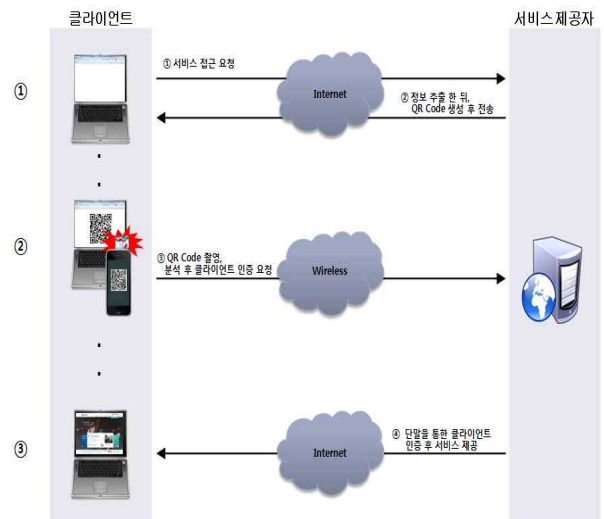 클라이언트
서비스 제공자
①
① 서비스 접근 요청
Internet
② 정보 추출 한 뒤,
QR Code 생성 후 전송
②
③ QR Code 촬영,
분석 후 클라이언트 인증 요청
Wireless
③
Internet
④ 단말을 통한 클라이언트
인증 후 서비스 제공